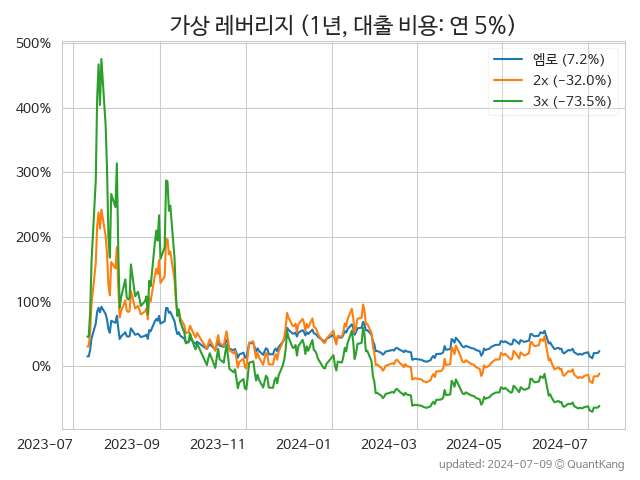 가상 레버리지 (1년, 대출 비용: 연 5%)
500%
400%
300%
200%
100%
0%
엠로 (7.2%)
2x (-32.0%)
3x (-73.5%)
2023-07 2023-09 2023-11 2024-01 2024-03 2024-05 2024-07
updated: 2024-07-09 © QuantKang